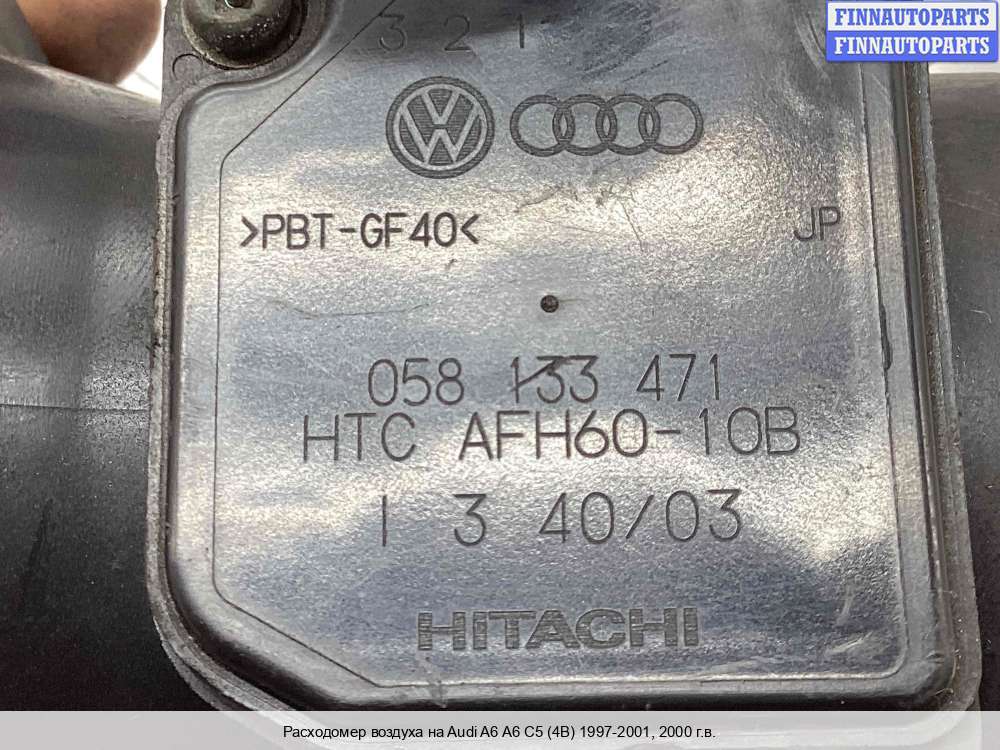 FINNAUTOPARTS
FINNAUTOPARTS
3 2 1
VW
>PBT-GF40< JP
058 133 471
HTC AFH60-10B
1 3 40/03
HITACHI
Расходомер воздуха на Audi A6 A6 C5 (4B) 1997-2001, 2000 г.в.